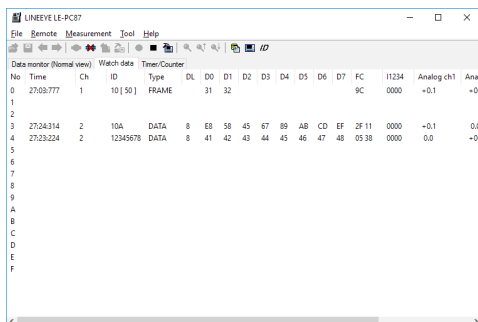 LINEEYE LE-PC87
File Remote Measurement Tool Help
ID
Data monitor (Normal view) Watch data Timer/Counter
No Time Ch ID Type DL D0 D1 D2 D3 D4 D5 D6 D7 FC I1234 Analog ch1 Ana
0 27:03:777 1 10 [ 50 ] FRAME 31 32 9C 0000 +0.1 +0
1
2
3 27:24:314 2 10A DATA 8 E8 58 45 67 89 AB CD EF 2F 11 0000 +0.1 0.0
4 27:23:224 2 12345678 DATA 8 41 42 43 44 45 46 47 48 05 38 0000 0.0 +0
5
6
7
8
9
A
B
C
D
E
F